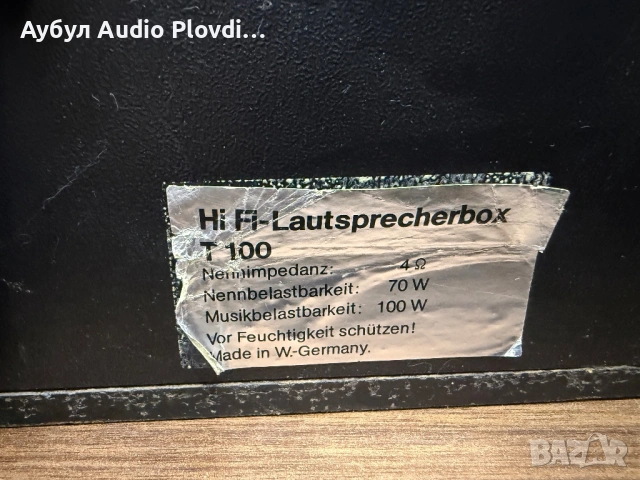 Аубул Audio Plovdi...
Hi Fi-Lautsprecherbox
T 100
Nennimpedanz: 4 Ω
Nennbelastbarkeit: 70 W
Musikbelastbarkeit: 100 W
Vor Feuchtigkeit schützen!
Made in W.-Germany.
BAZAR